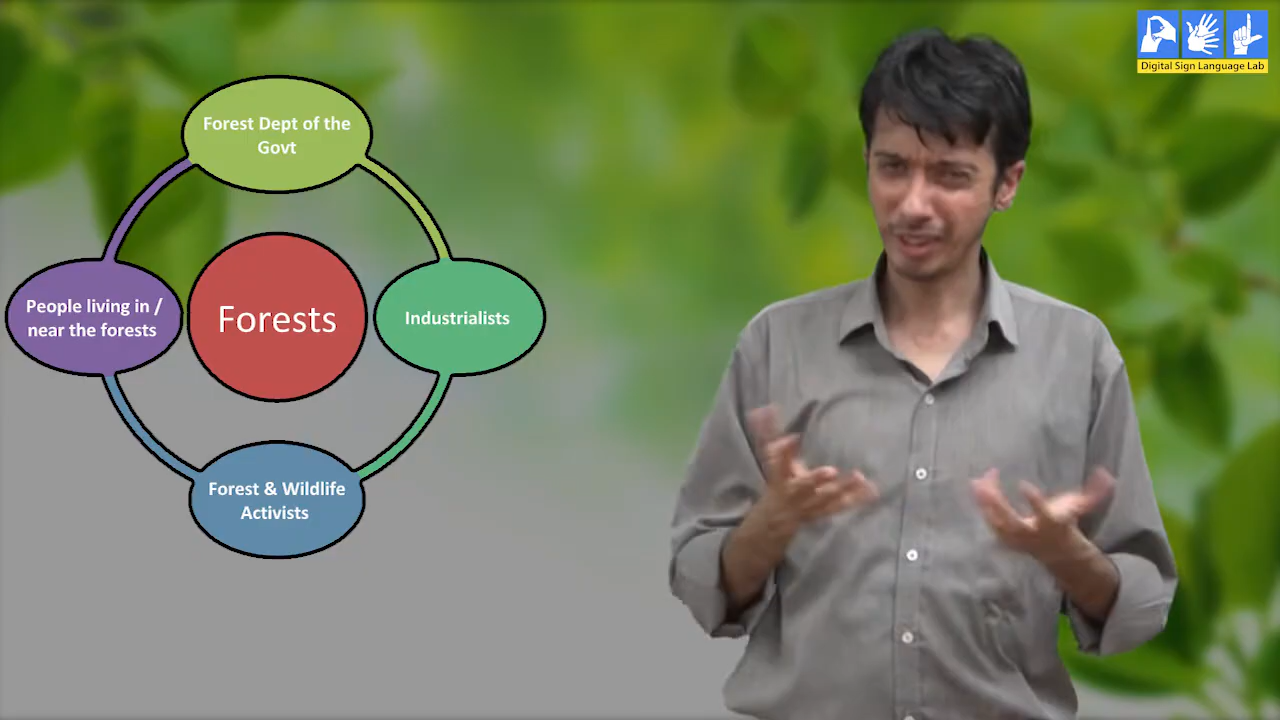 Digital Sign Language Lab
Forest Dept of the
Govt
People living in /
near the forests
Forests
Industrialists
Forest & Wildlife
Activists